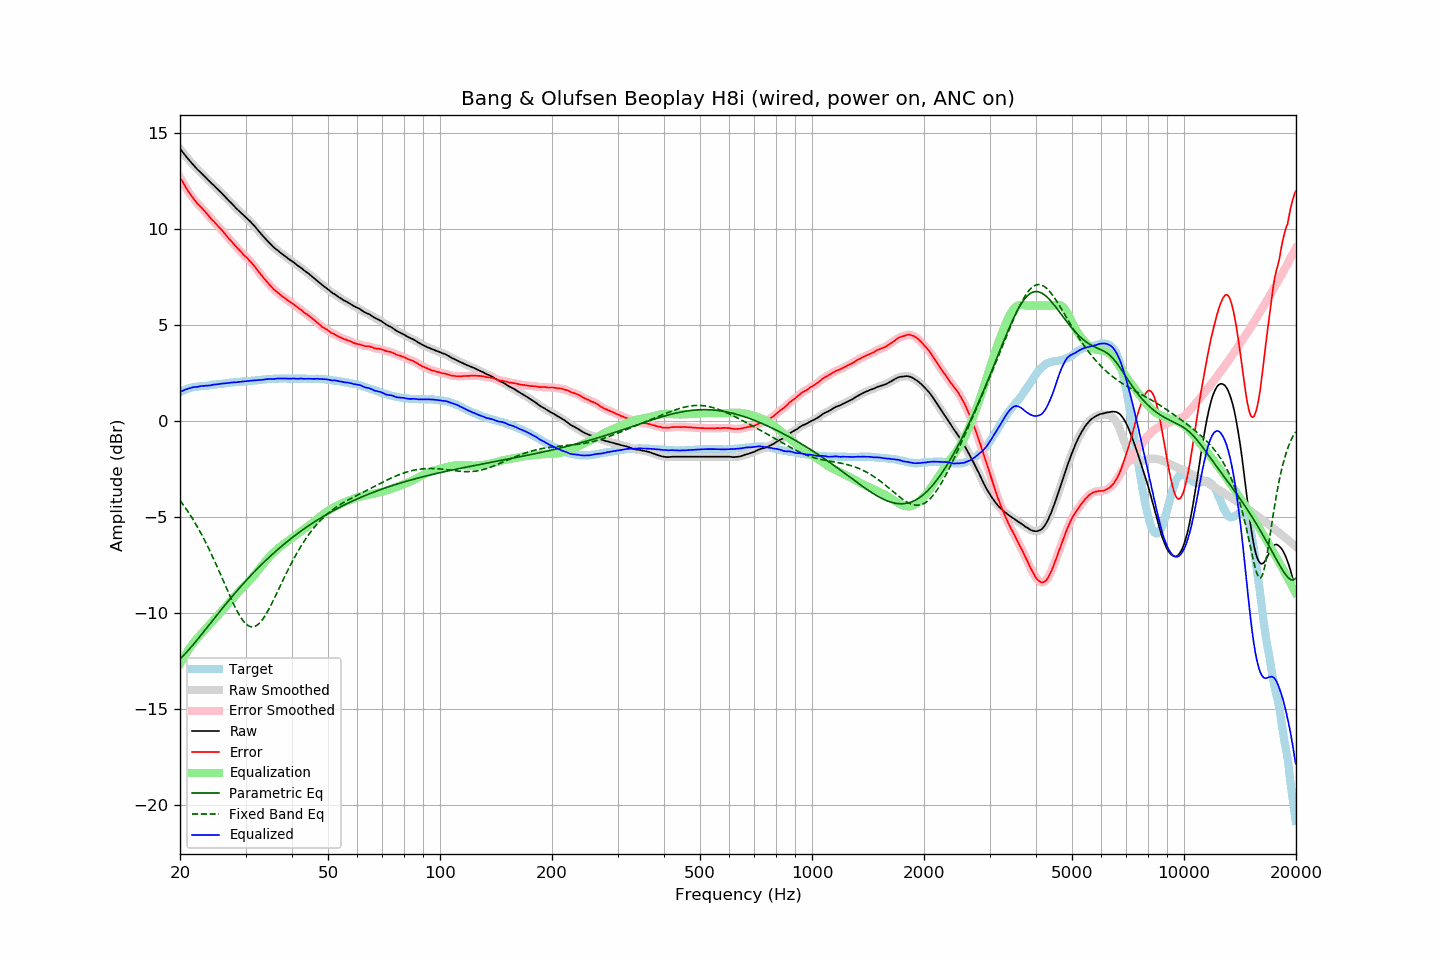 Bang & Olufsen Beoplay H8i (wired, power on, ANC on)
15
10
5
0
−5
−10
−15
−20
Amplitude (dBr)
Target
Raw Smoothed
Error Smoothed
Raw
Error
Equalization
Parametric Eq
Fixed Band Eq
Equalized
20 50 100 200 500 1000 2000 5000 10000 20000
Frequency (Hz)